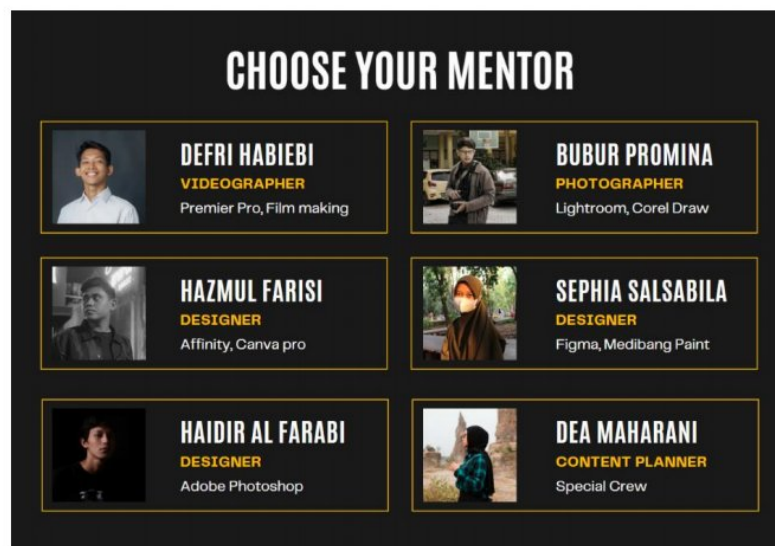 CHOOSE YOUR MENTOR
DEFRI HABIEBI
VIDEOGRAPHER
Premier Pro, Film making
BUBUR PROMINA
PHOTOGRAPHER
Lightroom, Corel Draw
HAZMUL FARISI
DESIGNER
Affinity, Canva pro
SEPHIA SALSABILA
DESIGNER
Figma, Medibang Paint
HAIDIR AL FARABI
DESIGNER
Adobe Photoshop
DEA MAHARANI
CONTENT PLANNER
Special Crew